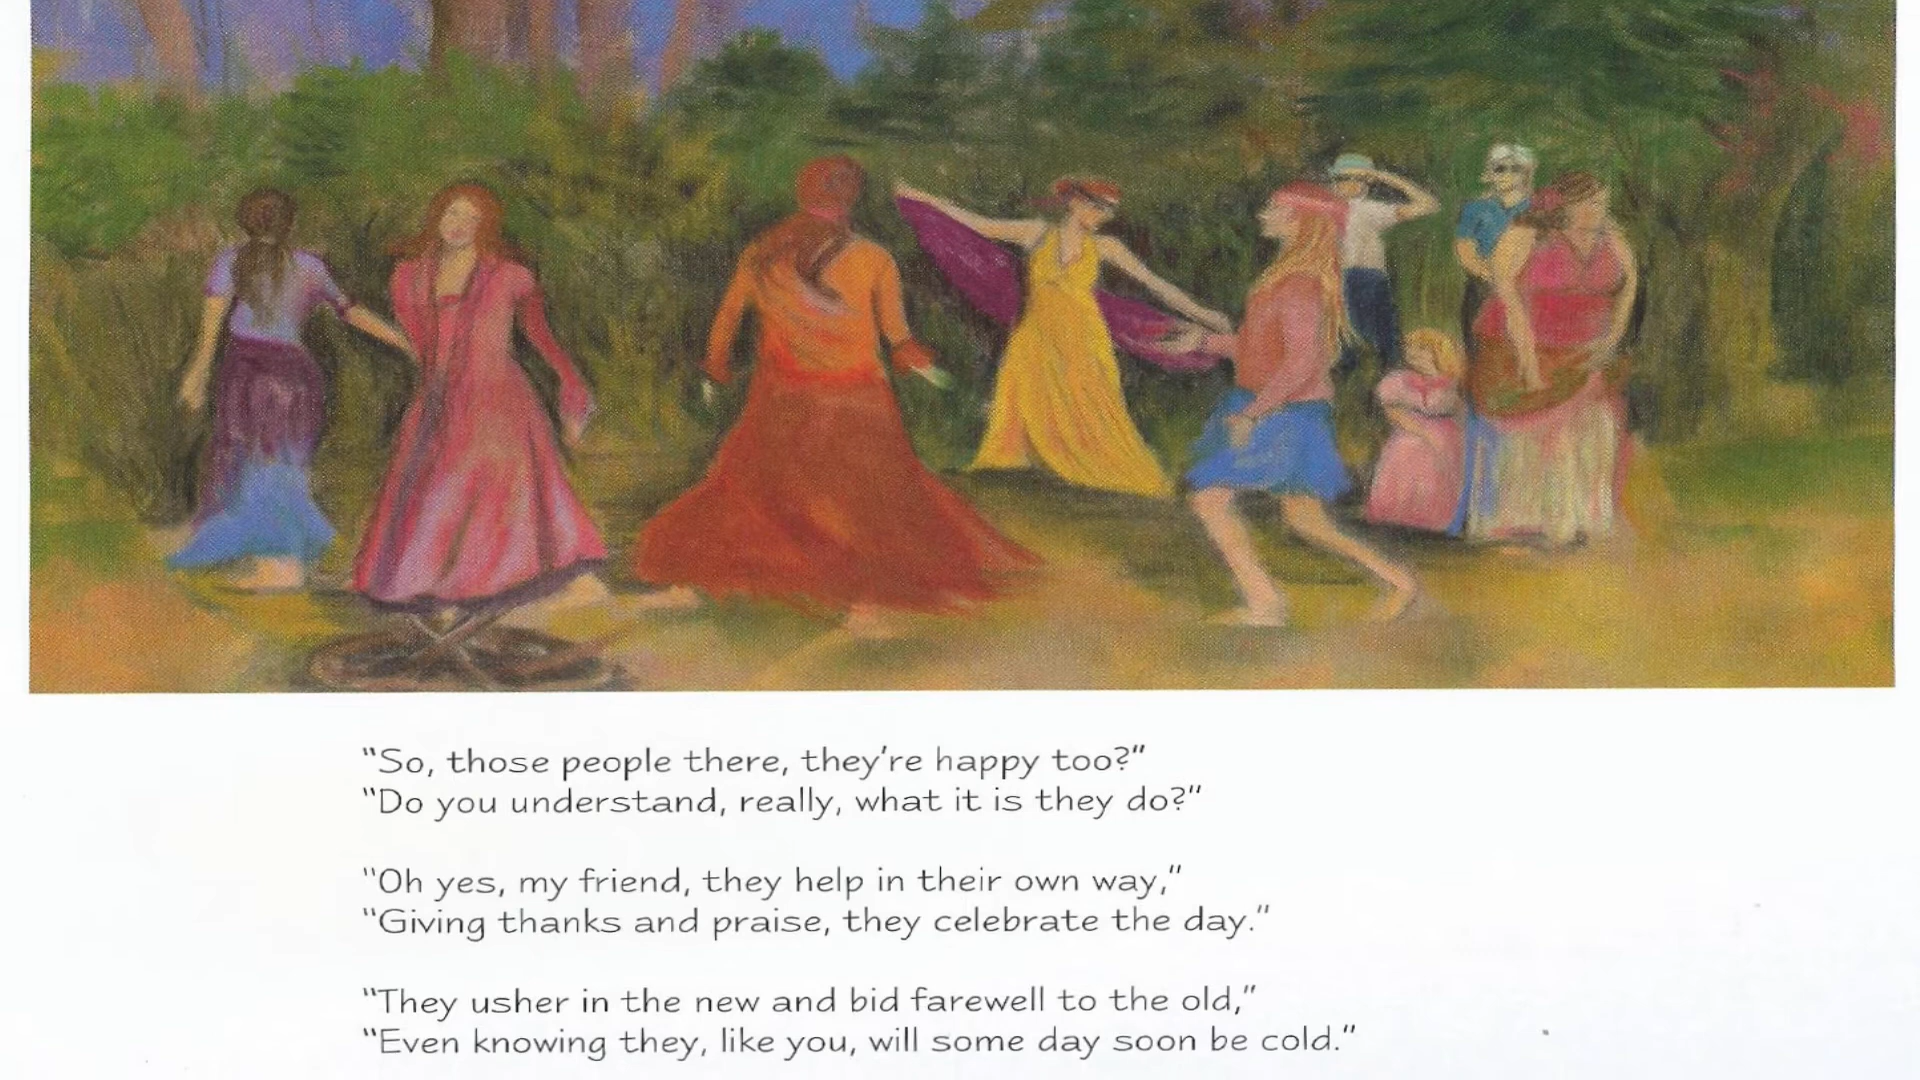 "So, those people there, they're happy too?"
"Do you understand, really, what it is they do?"
"Oh yes, my friend, they help in their own way,"
"Giving thanks and praise, they celebrate the day."
"They usher in the new and bid farewell to the old,"
"Even knowing they, like you, will some day soon be cold."